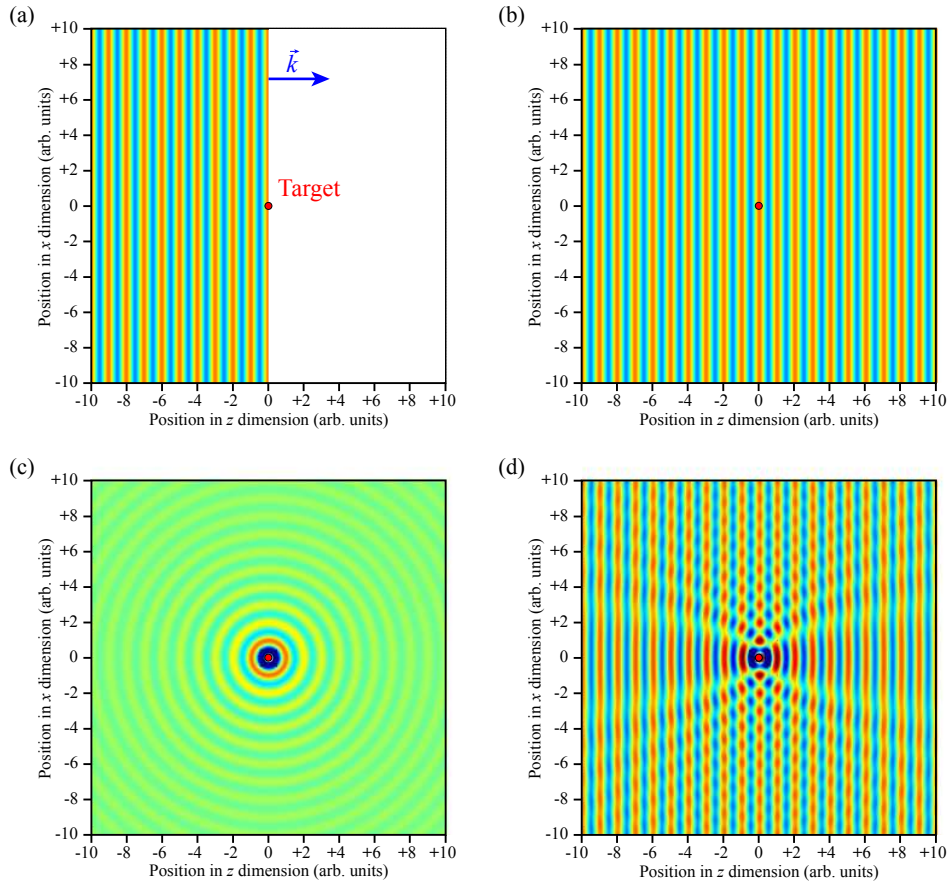 (a)
+10
+8
+6
+4
+2
0
-2
-4
-6
-8
-10
Position in x dimension (arb. units)
k
Target
-10 -8 -6 -4 -2 0 +2 +4 +6 +8 +10
Position in z dimension (arb. units)
(b)
+10
+8
+6
+4
+2
0
-2
-4
-6
-8
-10
Position in x dimension (arb. units)
-10 -8 -6 -4 -2 0 +2 +4 +6 +8 +10
Position in z dimension (arb. units)
(c)
+10
+8
+6
+4
+2
0
-2
-4
-6
-8
-10
Position in x dimension (arb. units)
-10 -8 -6 -4 -2 0 +2 +4 +6 +8 +10
Position in z dimension (arb. units)
(d)
+10
+8
+6
+4
+2
0
-2
-4
-6
-8
-10
Position in x dimension (arb. units)
-10 -8 -6 -4 -2 0 +2 +4 +6 +8 +10
Position in z dimension (arb. units)